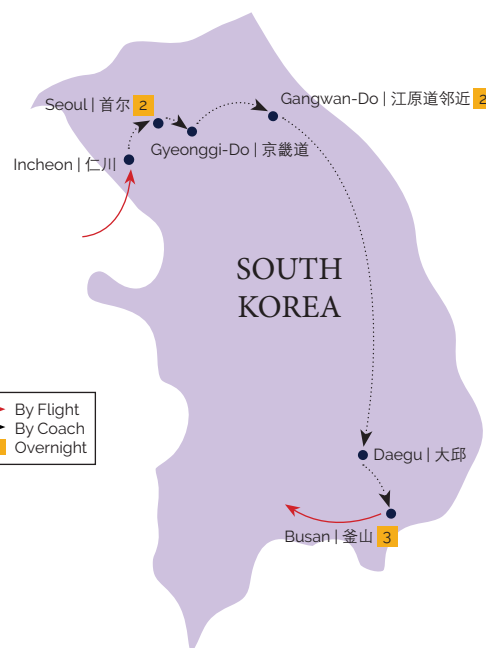 Seoul | 首尔 2
Gangwan-Do | 江原道邻近 2
Gyeonggi-Do | 京畿道
Incheon | 仁川
SOUTH
KOREA
By Flight
By Coach
Overnight
Daegu | 大邱
Busan | 釜山 3